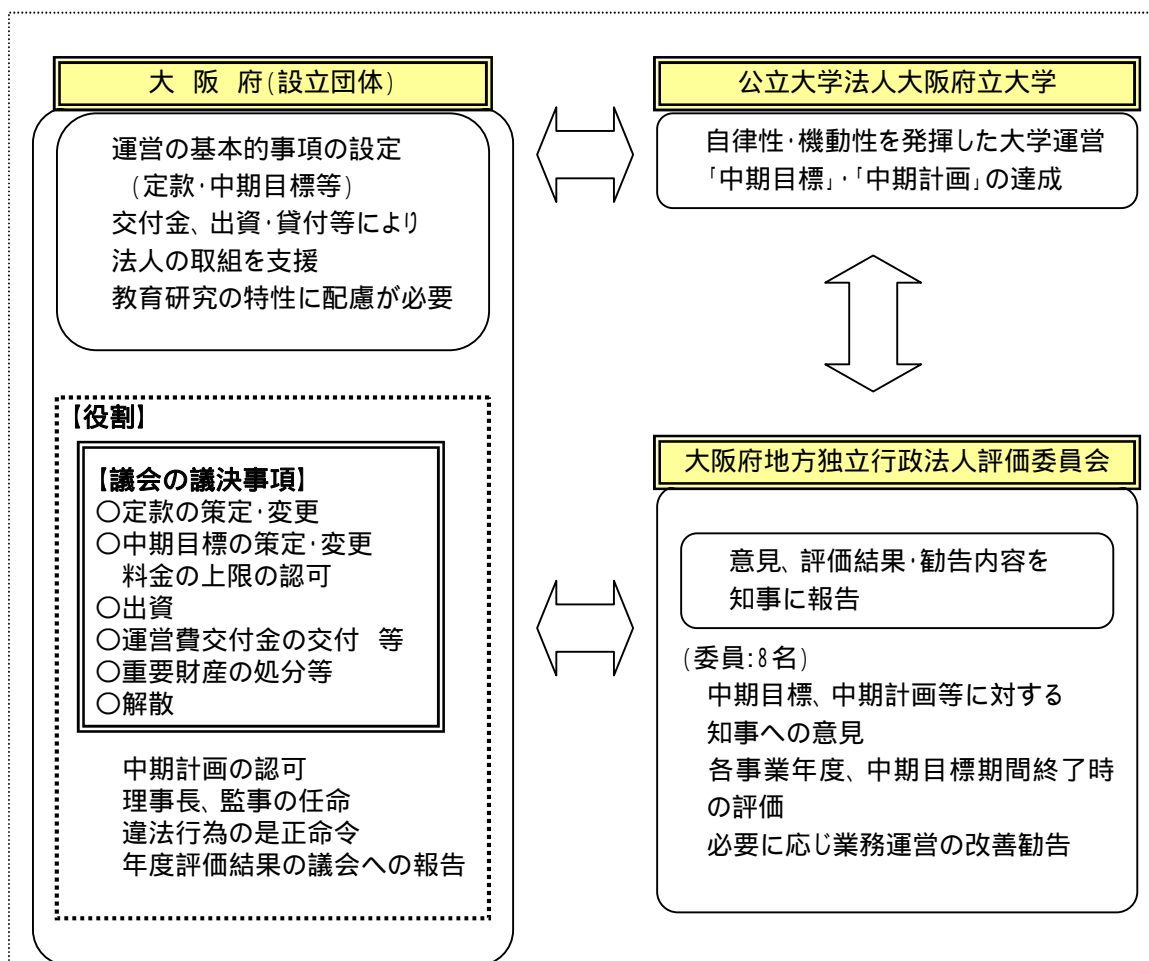 大 阪 府(設立団体)
運営の基本的事項の設定
(定款・中期目標等)
交付金、出資・貸付等により
法人の取組を支援
教育研究の特性に配慮が必要
【役割】
【議会の議決事項】
○定款の策定・変更
○中期目標の策定・変更
料金の上限の認可
○出資
○運営費交付金の交付 等
○重要財産の処分等
○解散
中期計画の認可
理事長、監事の任命
違法行為の是正命令
年度評価結果の議会への報告
公立大学法人大阪府立大学
自律性・機動性を発揮した大学運営
「中期目標」・「中期計画」の達成
大阪府地方独立行政法人評価委員会
意見、評価結果・勧告内容を
知事に報告
(委員:8名)
中期目標、中期計画等に対する
知事への意見
各事業年度、中期目標期間終了時
の評価
必要に応じ業務運営の改善勧告